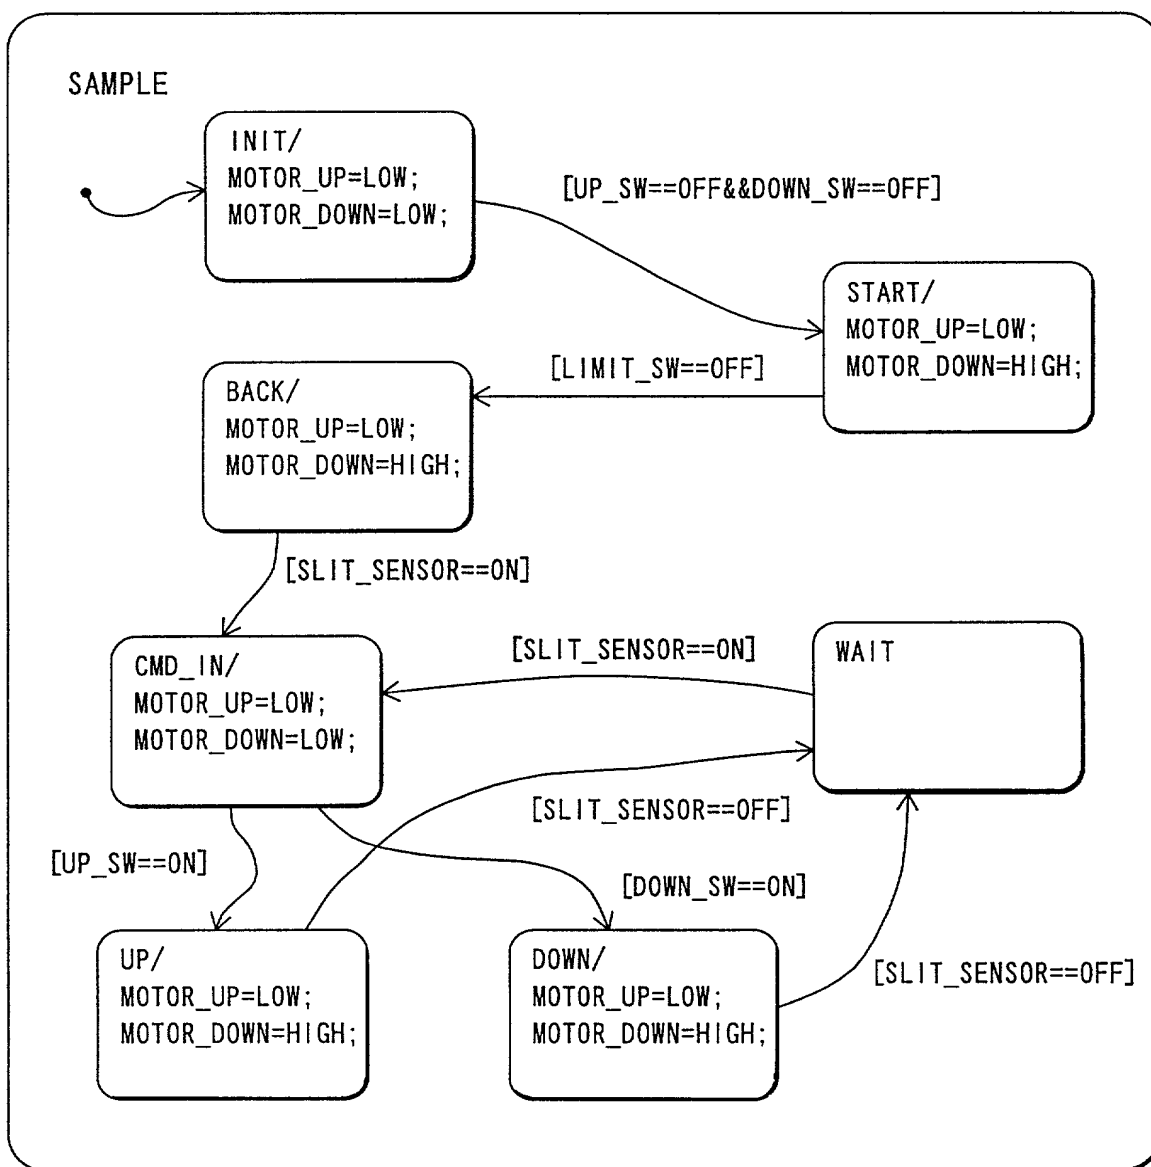 SAMPLE
INIT/
MOTOR_UP=LOW;
MOTOR_DOWN=LOW;
[UP_SW==OFF&&DOWN_SW==OFF]
START/
MOTOR_UP=LOW;
MOTOR_DOWN=HIGH;
[LIMIT_SW==OFF]
BACK/
MOTOR_UP=LOW;
MOTOR_DOWN=HIGH;
[SLIT_SENSOR==ON]
CMD_IN/
MOTOR_UP=LOW;
MOTOR_DOWN=LOW;
[SLIT_SENSOR==ON]
WAIT
[SLIT_SENSOR==OFF]
[UP_SW==ON]
[DOWN_SW==ON]
UP/
MOTOR_UP=LOW;
MOTOR_DOWN=HIGH;
DOWN/
MOTOR_UP=LOW;
MOTOR_DOWN=HIGH;
[SLIT_SENSOR==OFF]